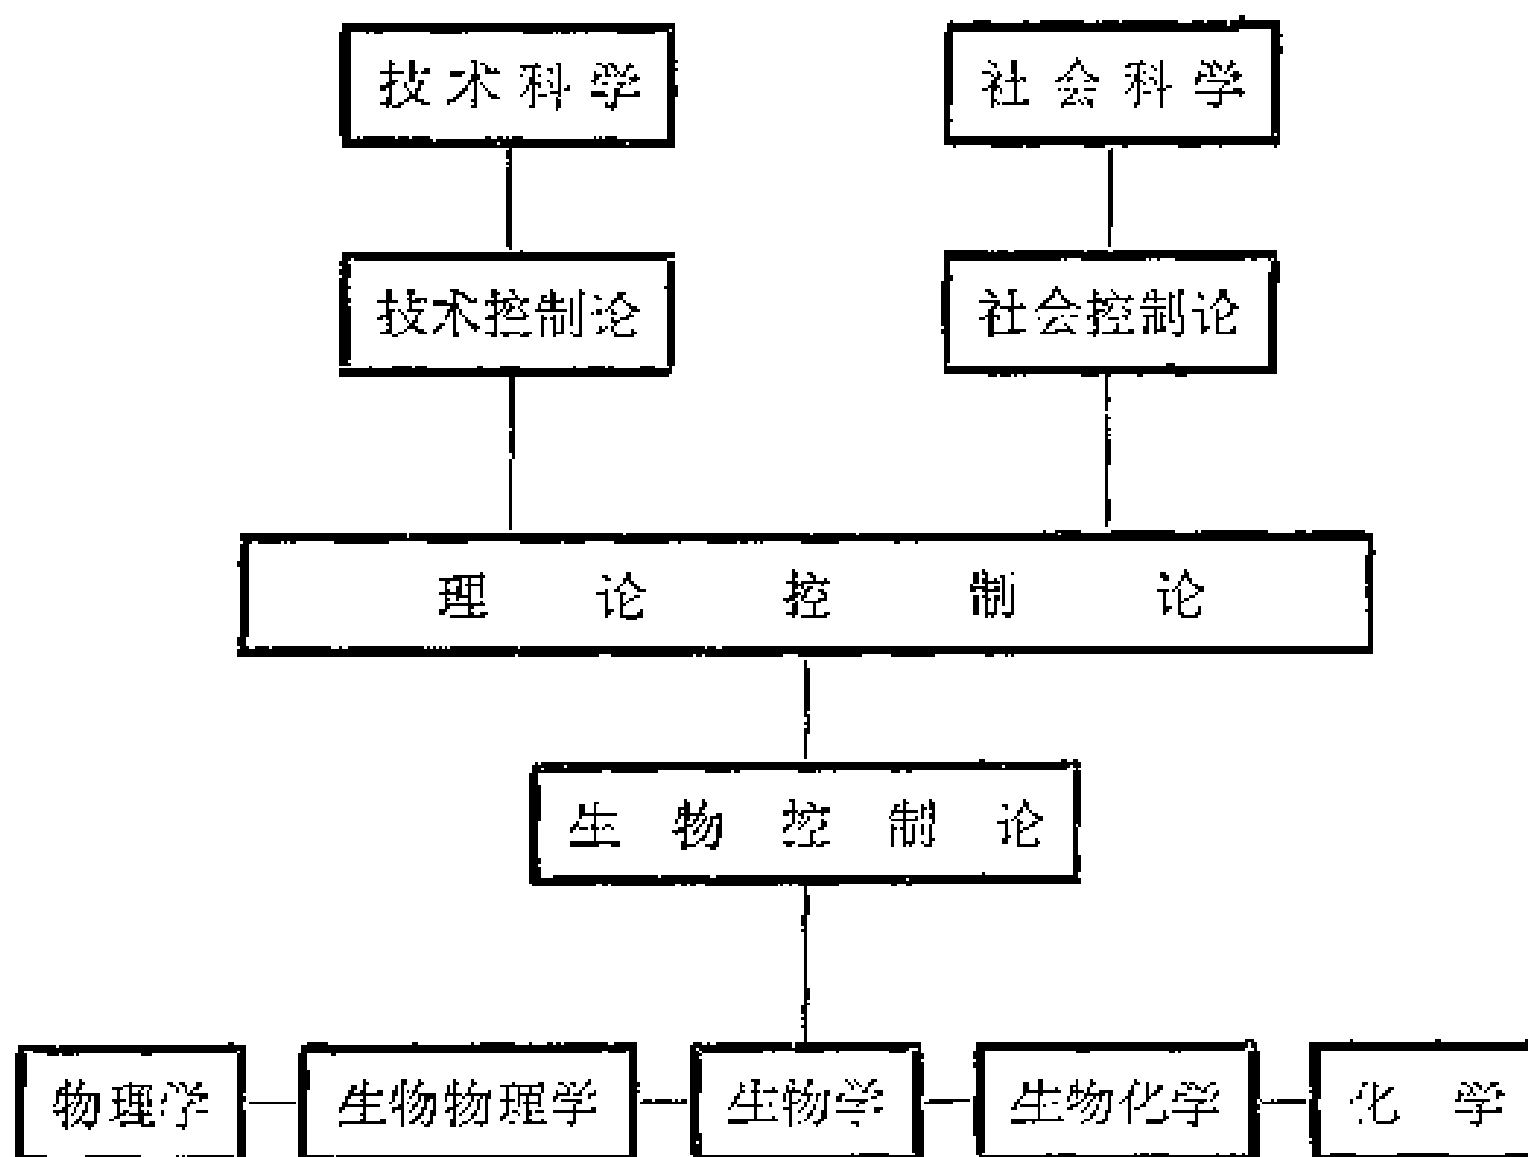 技术科学 社会科学
技术控制论 社会控制论
理论控制论
生物控制论
物理学 生物物理学 生物学 生物化学 化学